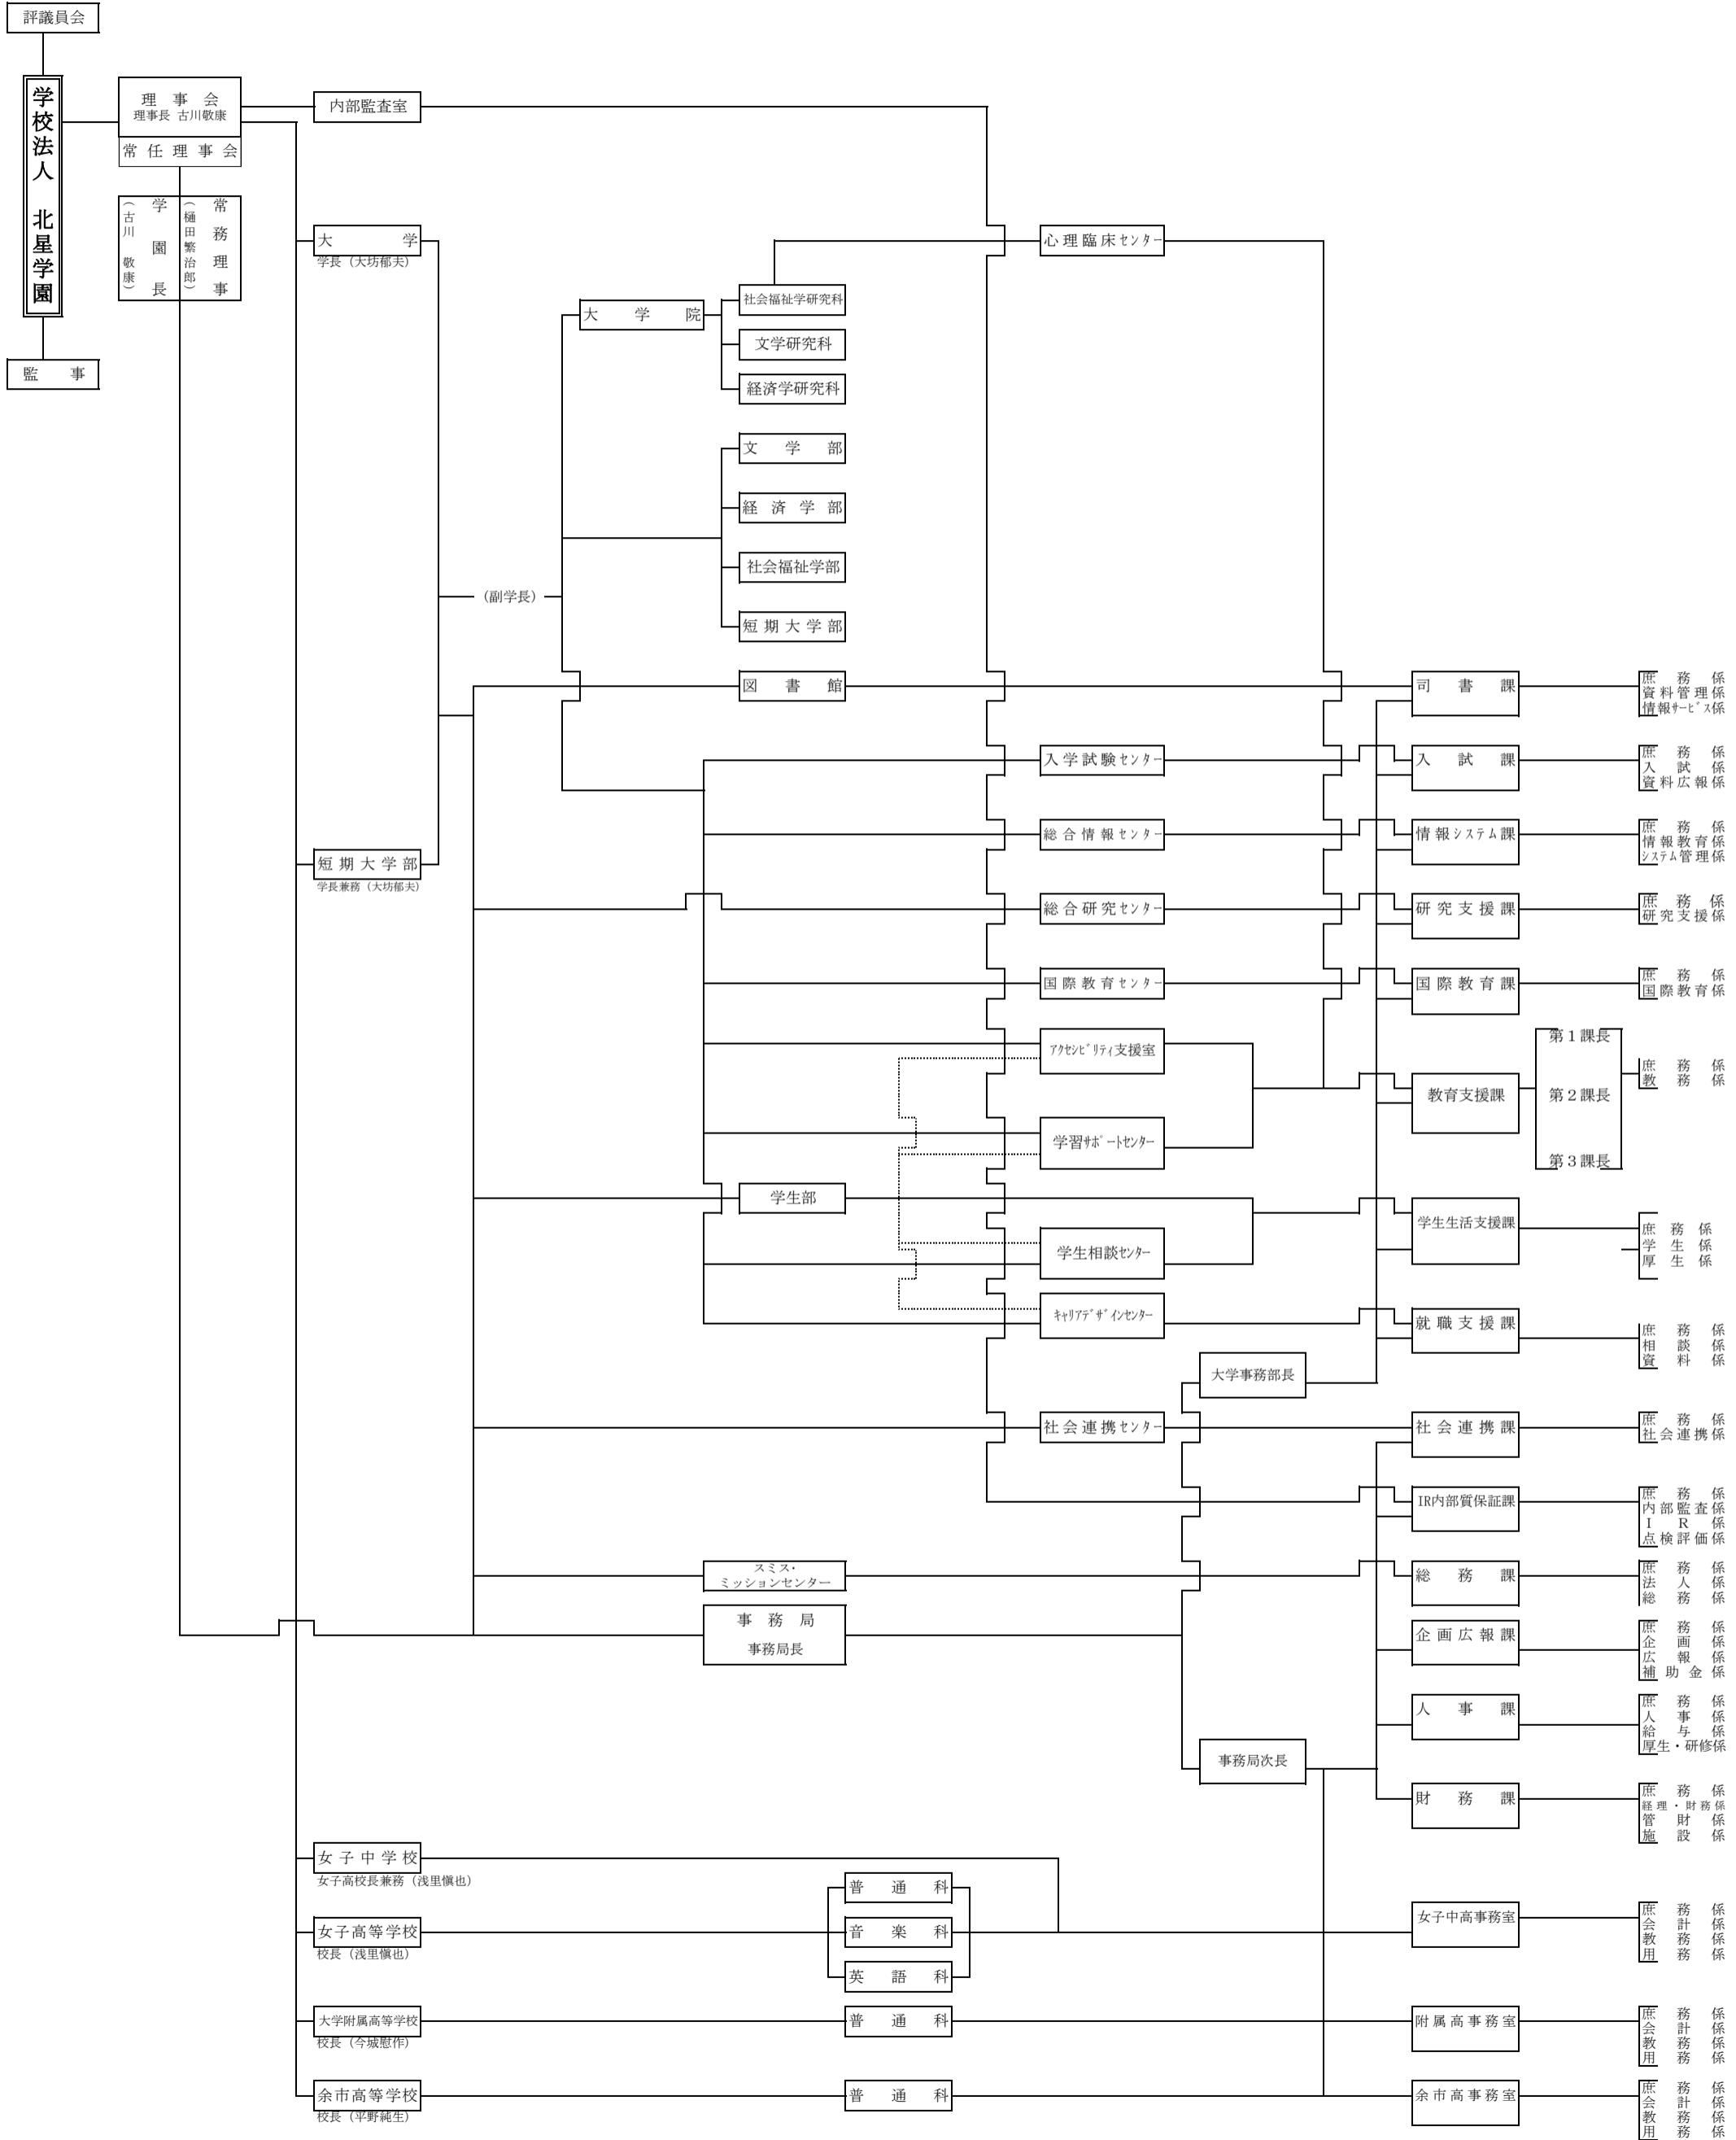 評議員会
学校法人 北星学園
監事
理事会
理事長 古川敬康
常任理事会
学園長
（古川 敬康）
常務理事
（樋田繁治郎）
内部監査室
大学
学長（大坊郁夫）
心理臨床ｾﾝﾀｰ
大学院
社会福祉学研究科
文学研究科
経済学研究科
文学部
経済学部
社会福祉学部
（副学長）
短期大学部
図書館
司書課
庶務係
資料管理係
情報ｻｰﾋﾞｽ係
入学試験ｾﾝﾀｰ
入試課
庶務係
入試係
資料広報係
総合情報ｾﾝﾀｰ
情報ｼｽﾃﾑ課
庶務係
情報教育係
ｼｽﾃﾑ管理係
短期大学部
学長兼務（大坊郁夫）
総合研究ｾﾝﾀｰ
研究支援課
庶務係
研究支援係
国際教育ｾﾝﾀｰ
国際教育課
庶務係
国際教育係
ｱｸｾｼﾋﾞﾘﾃｨ支援室
学習ｻﾎﾟｰﾄｾﾝﾀｰ
教育支援課
第１課長
第２課長
第３課長
庶務係
教務係
学生部
学生相談ｾﾝﾀｰ
学生生活支援課
庶務係
学生係
厚生係
ｷｬﾘｱﾃﾞｻﾞｲﾝｾﾝﾀｰ
就職支援課
庶務係
相談係
資料係
大学事務部長
社会連携ｾﾝﾀｰ
社会連携課
庶務係
社会連携係
IR内部質保証課
庶務係
内部監査係
ＩＲ係
点検評価係
スミス・
ミッションセンター
総務課
庶務係
法人係
総務係
事務局
事務局長
企画広報課
庶務係
企画係
広報係
補助金係
人事課
庶務係
人事係
給与係
厚生・研修係
事務局次長
財務課
庶務係
経理・財務係
管財係
施設係
女子中学校
女子高校長兼務（浅里愼也）
女子高等学校
校長（浅里愼也）
普通科
音楽科
英語科
女子中高事務室
庶務係
会計係
教務係
用務係
大学附属高等学校
校長（今城慰作）
普通科
附属高事務室
庶務係
会計係
教務係
用務係
余市高等学校
校長（平野純生）
普通科
余市高事務室
庶務係
会計係
教務係
用務係